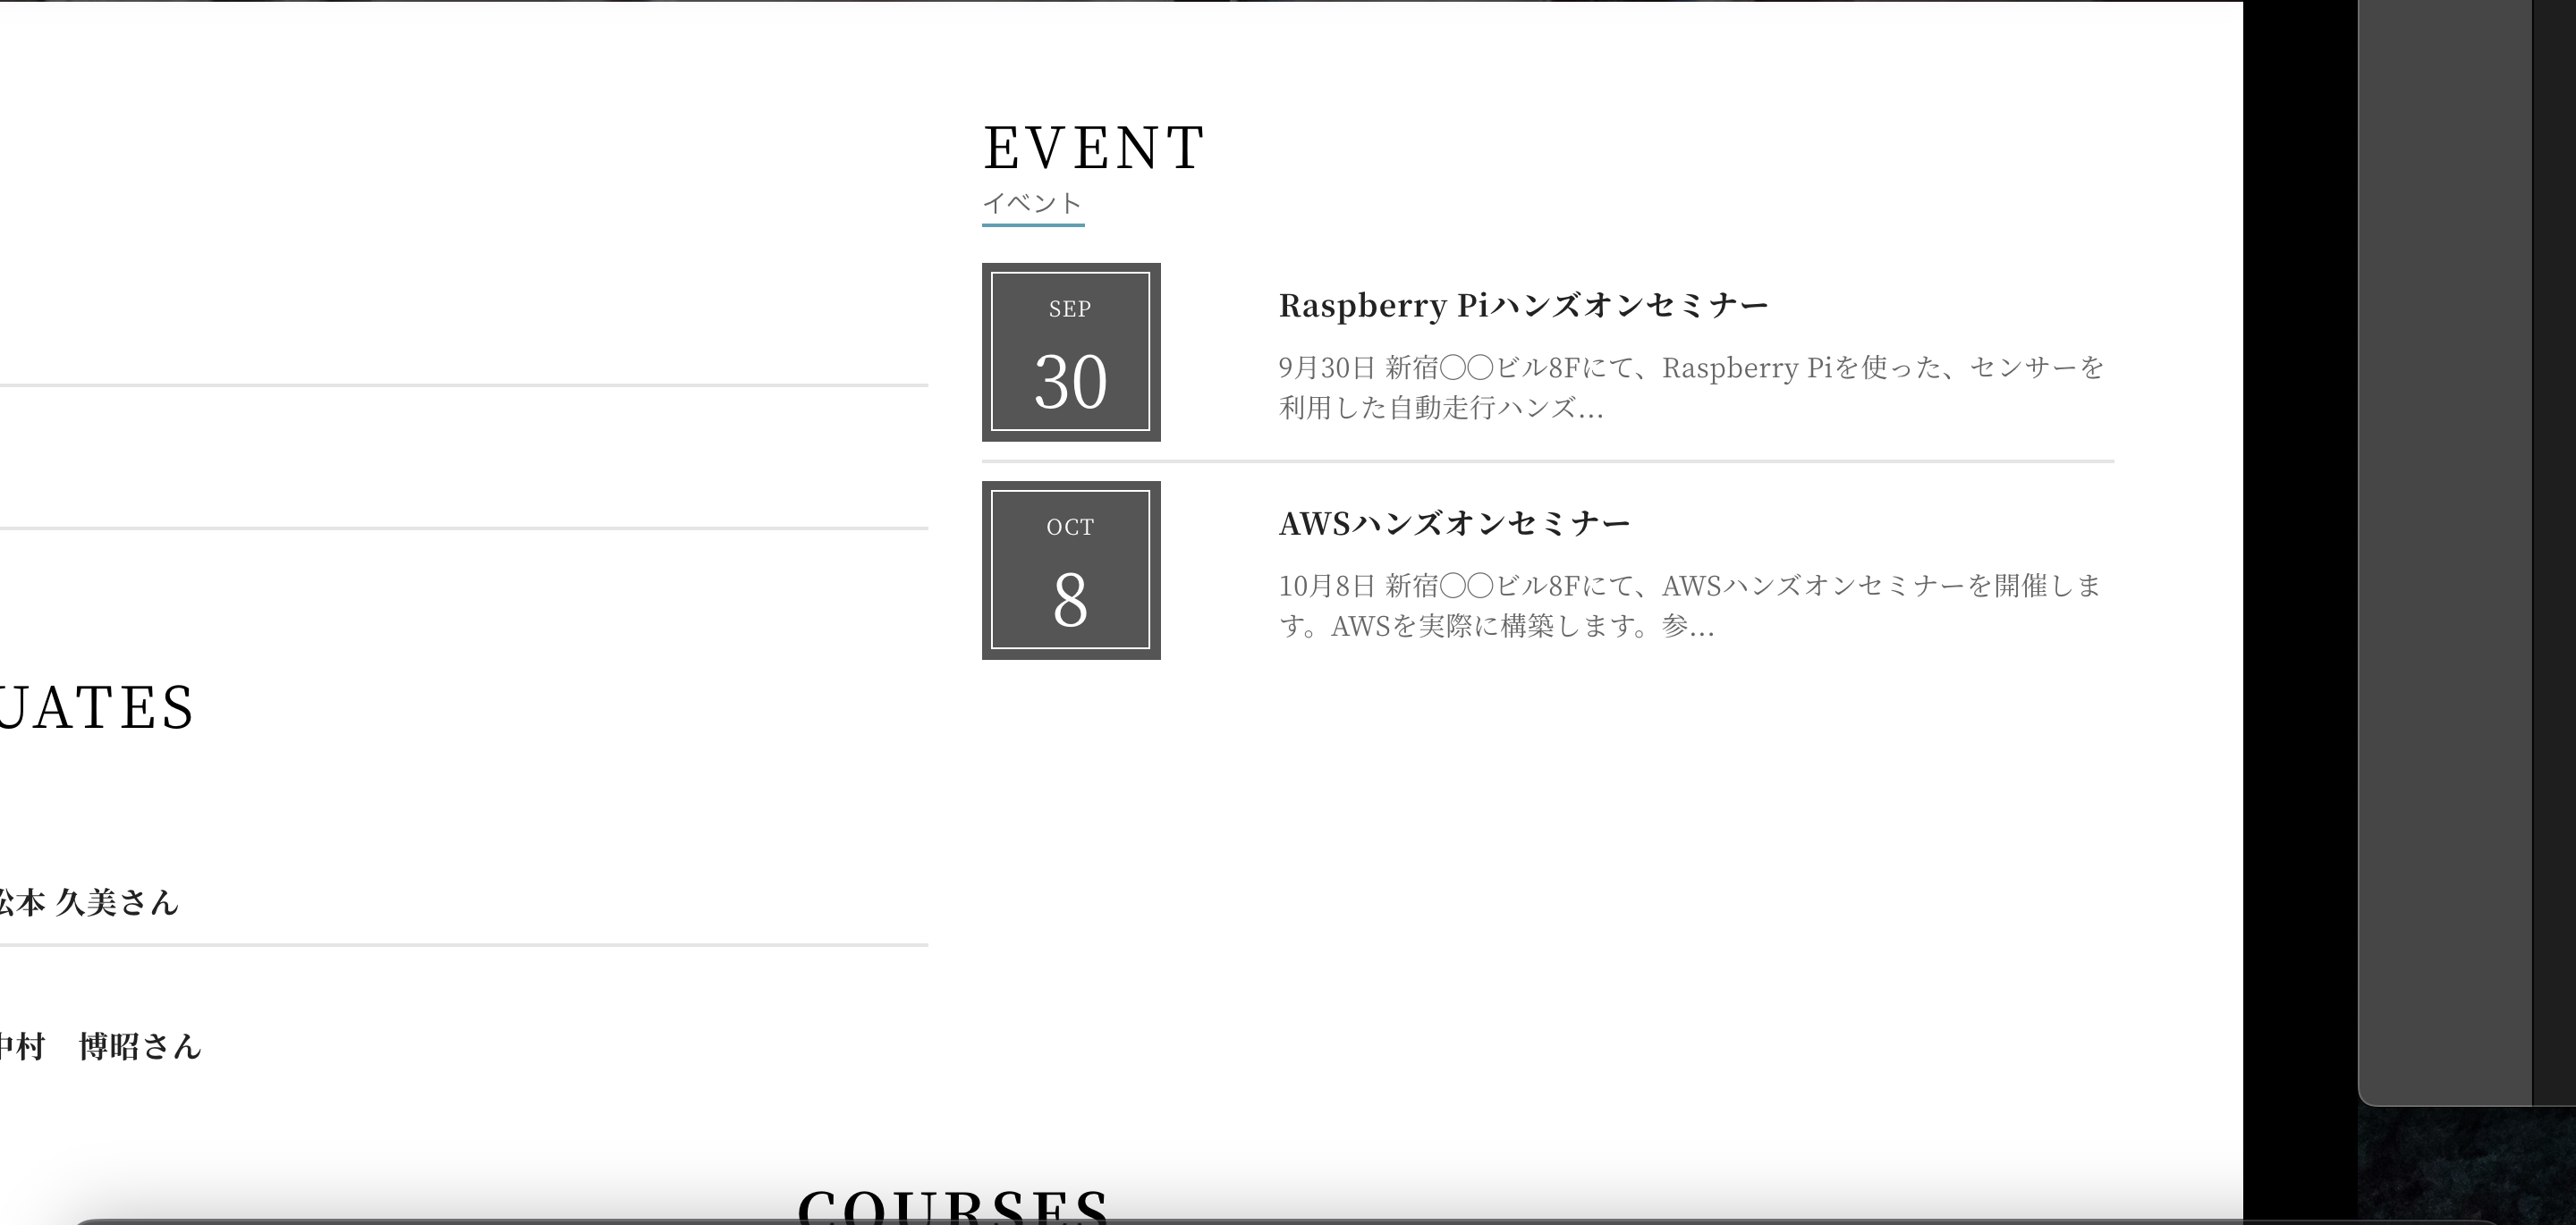 EVENT
イベント
SEP
30
Raspberry Piハンズオンセミナー
9月30日 新宿〇〇ビル8Fにて、Raspberry Piを使った、センサーを
利用した自動走行ハンズ...
OCT
8
AWSハンズオンセミナー
10月8日 新宿〇〇ビル8Fにて、AWSハンズオンセミナーを開催しま
す。AWSを実際に構築します。参...
UATES
松本 久美さん
中村　博昭さん
COURSES